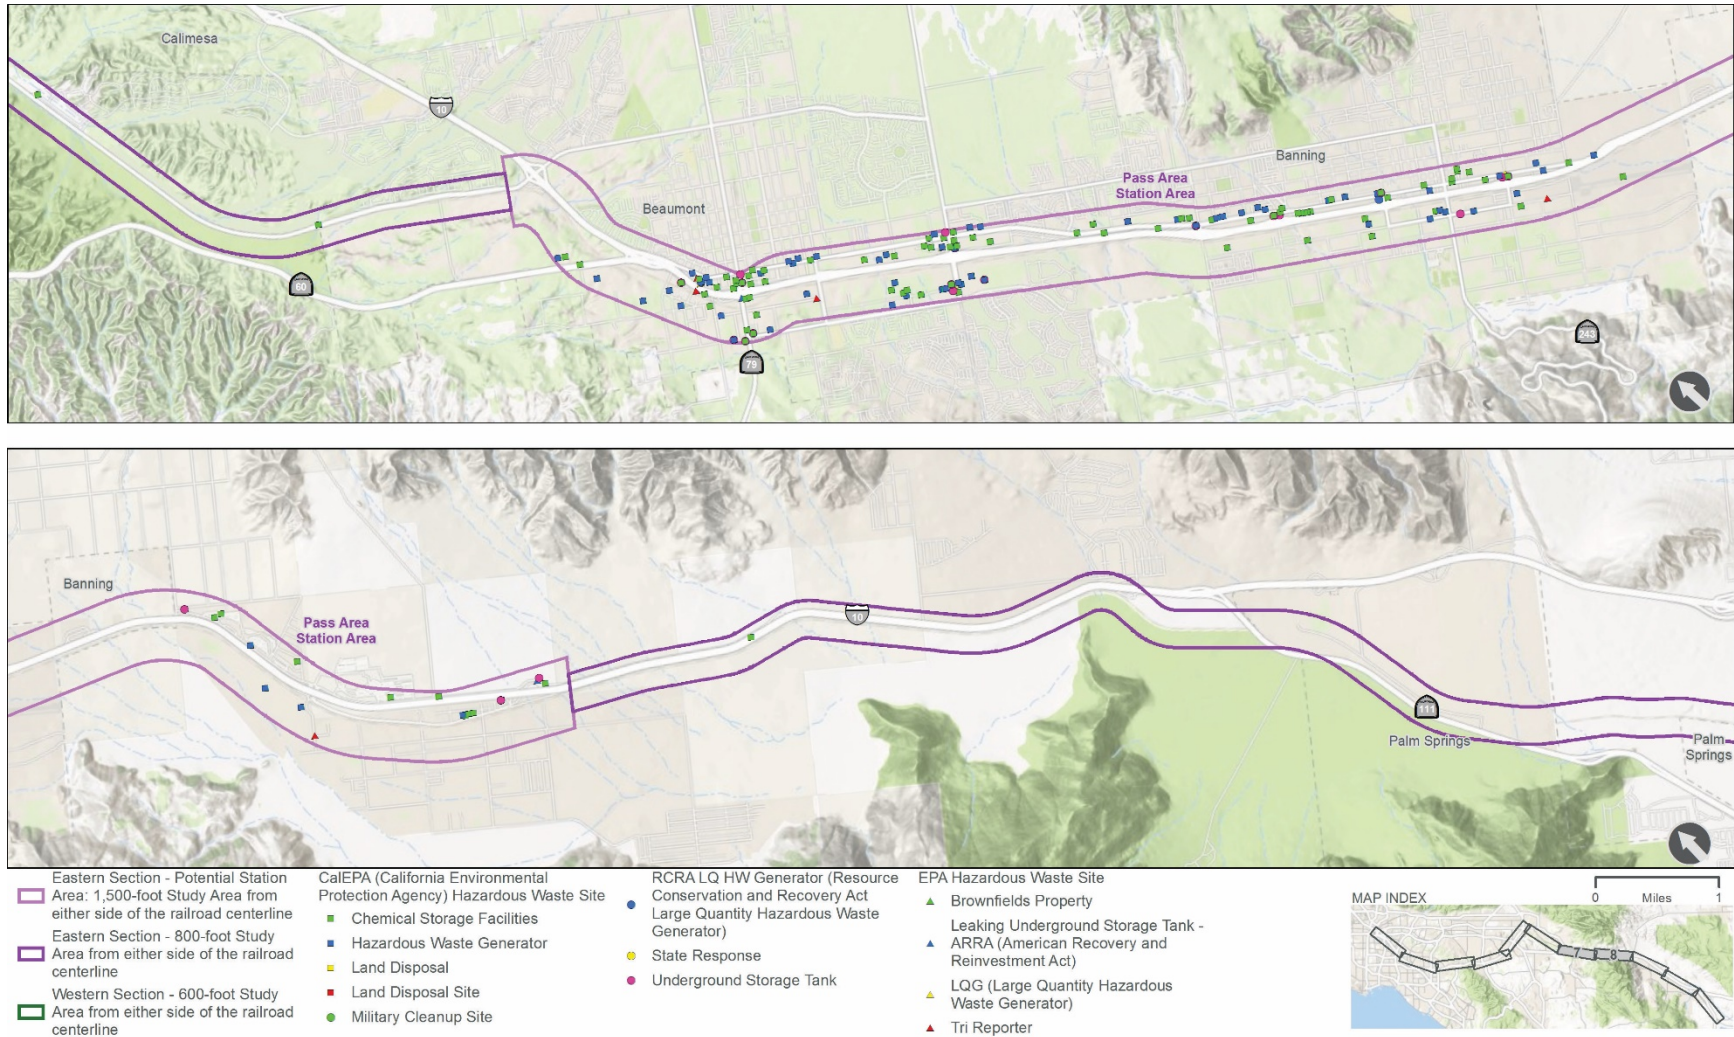 Calimesa
10
Banning
Pass Area
Station Area
Beaumont
60
79
243
Banning
Pass Area
Station Area
10
111
Palm Springs
Palm
Springs
Eastern Section - Potential Station
Area: 1,500-foot Study Area from
either side of the railroad centerline
Eastern Section - 800-foot Study
Area from either side of the railroad
centerline
Western Section - 600-foot Study
Area from either side of the railroad
centerline
CalEPA (California Environmental
Protection Agency) Hazardous Waste Site
Chemical Storage Facilities
Hazardous Waste Generator
Land Disposal
Land Disposal Site
Military Cleanup Site
RCRA LQ HW Generator (Resource
Conservation and Recovery Act
Large Quantity Hazardous Waste
Generator)
State Response
Underground Storage Tank
EPA Hazardous Waste Site
Brownfields Property
Leaking Underground Storage Tank -
ARRA (American Recovery and
Reinvestment Act)
LQG (Large Quantity Hazardous
Waste Generator)
Tri Reporter
0 Miles 1
MAP INDEX
7
8